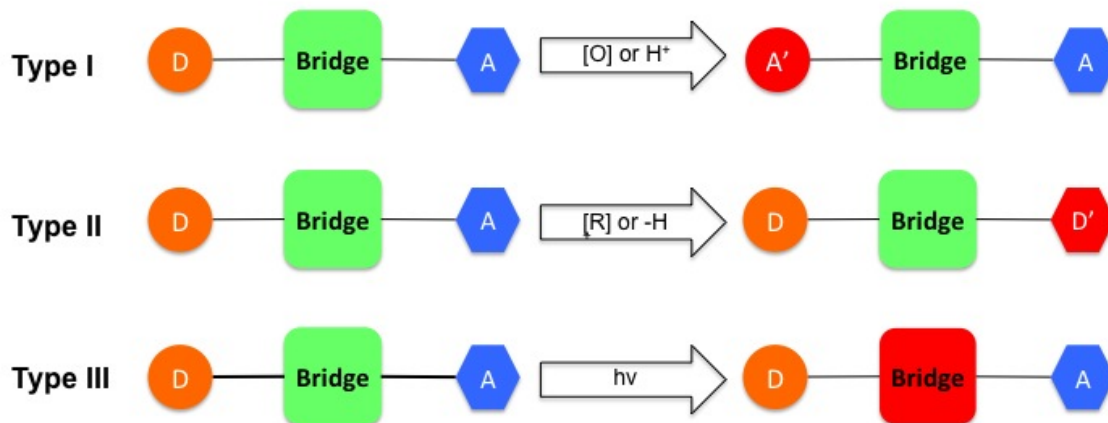 Type I D Bridge A [O] or H⁺ A' Bridge A
Type II D Bridge A [R] or -H D Bridge D'
+
Type III D Bridge A hv D Bridge A